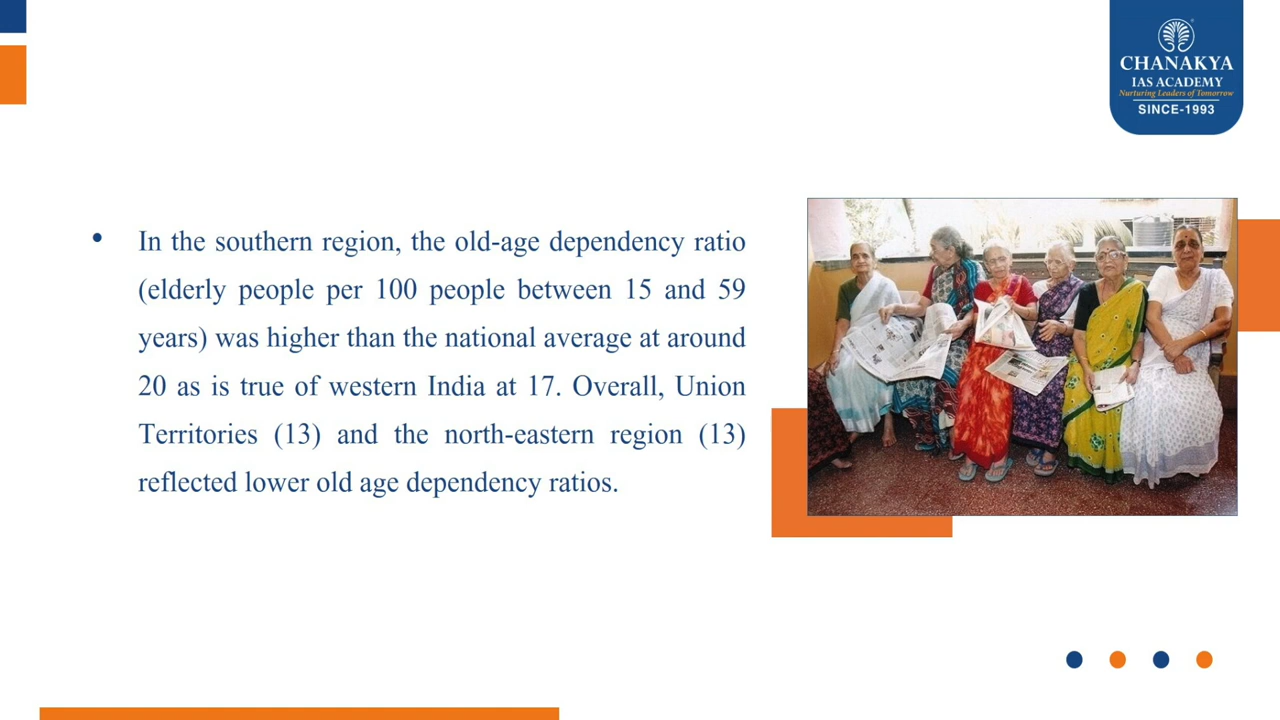 CHANAKYA
IAS ACADEMY
Nurturing Leaders of Tomorrow
SINCE-1993
• In the southern region, the old-age dependency ratio
(elderly people per 100 people between 15 and 59
years) was higher than the national average at around
20 as is true of western India at 17. Overall, Union
Territories (13) and the north-eastern region (13)
reflected lower old age dependency ratios.